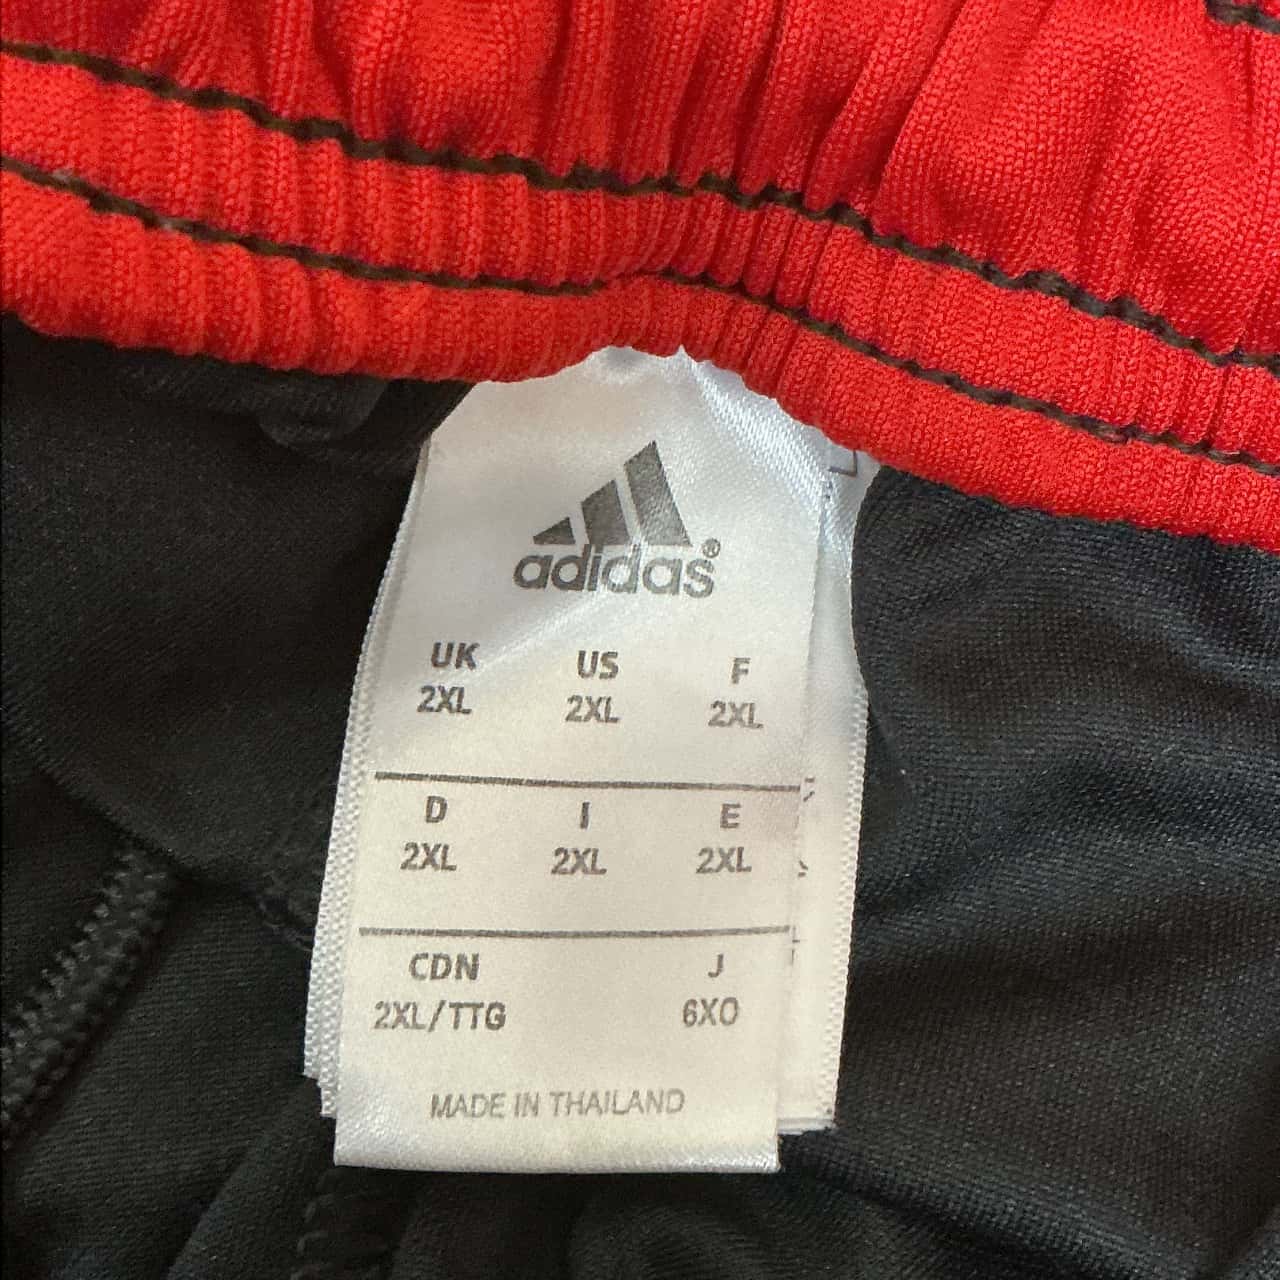 adidas®
UK US F
2XL 2XL 2XL
D I E
2XL 2XL 2XL
CDN J
2XL/TTG 6XO
MADE IN THAILAND